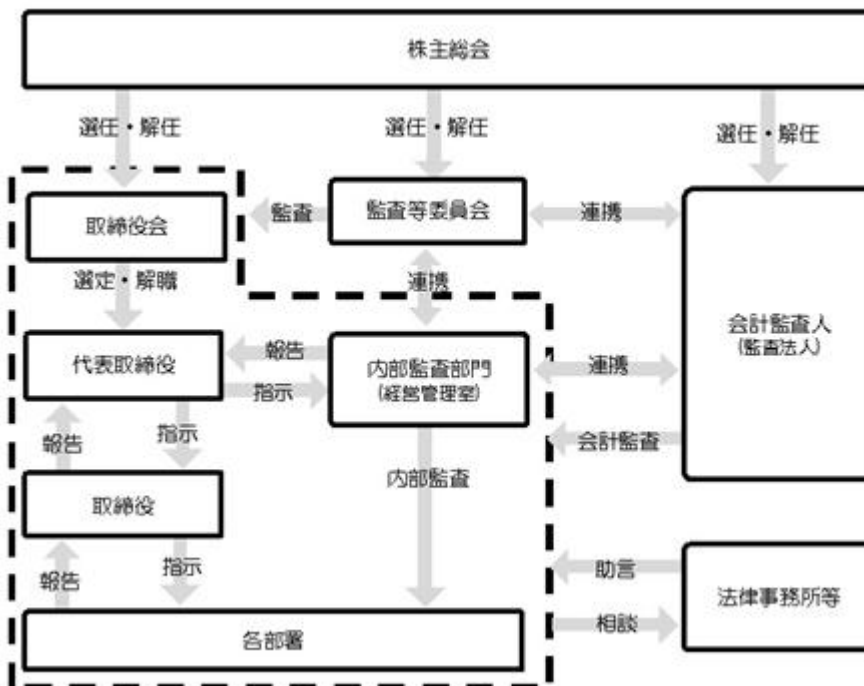 株主総会
選任・解任
選任・解任
選任・解任
取締役会
監査
監査等委員会
連携
選定・解職
連携
会計監査人
(監査法人)
代表取締役
報告
指示
内部監査部門
(経営管理室)
連携
報告
指示
会計監査
取締役
内部監査
報告
指示
助言
法律事務所等
相談
各部署